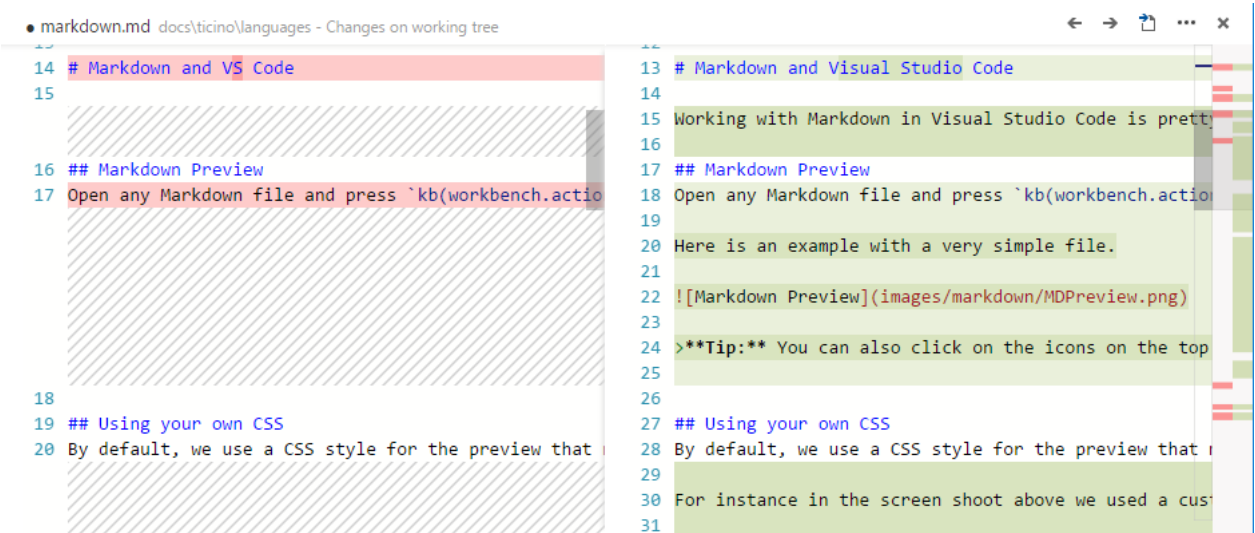 ● markdown.md docs\ticino\languages - Changes on working tree
14 # Markdown and VS Code
15
16 ## Markdown Preview
17 Open any Markdown file and press `kb(workbench.actio
18
19 ## Using your own CSS
20 By default, we use a CSS style for the preview that
13 # Markdown and Visual Studio Code
14
15 Working with Markdown in Visual Studio Code is pretty
16
17 ## Markdown Preview
18 Open any Markdown file and press `kb(workbench.action
19
20 Here is an example with a very simple file.
21
22 ![Markdown Preview](images/markdown/MDPreview.png)
23
24 >**Tip:** You can also click on the icons on the top
25
26
27 ## Using your own CSS
28 By default, we use a CSS style for the preview that
29
30 For instance in the screen shoot above we used a cus
31